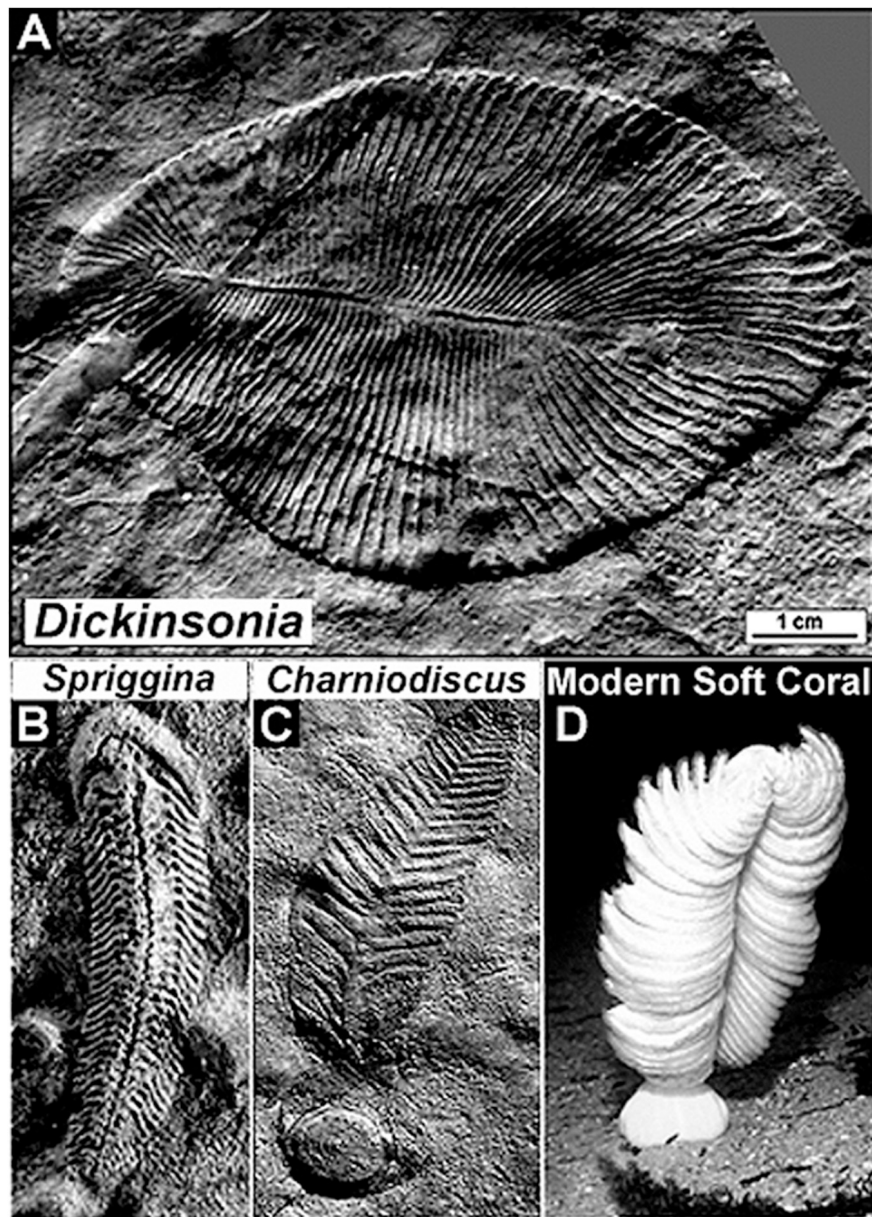 A
Dickinsonia
1 cm
Spriggina
Charniodiscus
Modern Soft Coral
B
C
D